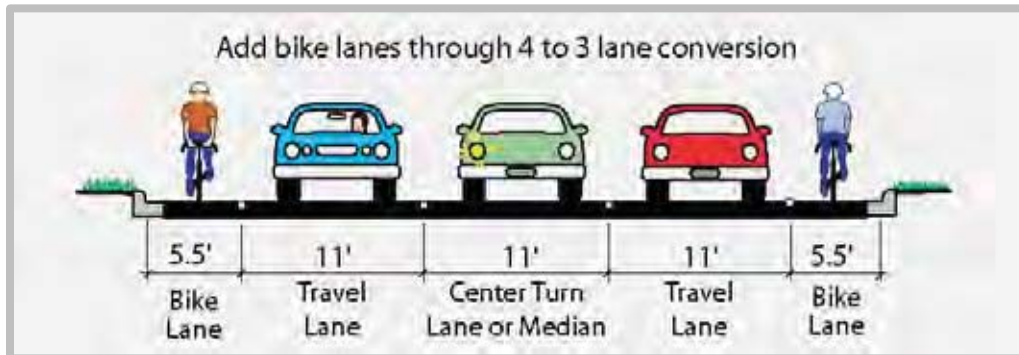 Add bike lanes through 4 to 3 lane conversion
5.5' 11' 11' 11' 5.5'
Bike Lane
Travel Lane
Center Turn Lane or Median
Travel Lane
Bike Lane